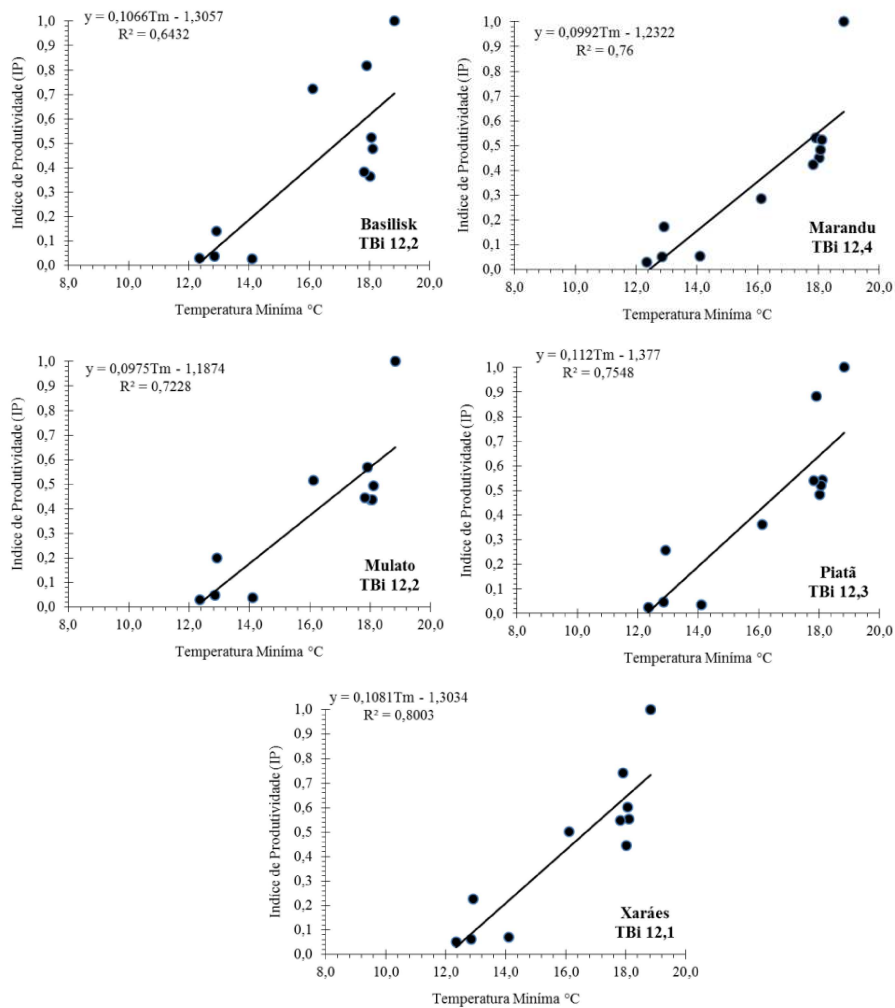 y = 0,1066Tm - 1,3057
R² = 0,6432
Indice de Produtividade (IP)
1,0
0,9
0,8
0,7
0,6
0,5
0,4
0,3
0,2
0,1
0,0
Basilisk
TBi 12,2
8,0 10,0 12,0 14,0 16,0 18,0 20,0
Temperatura Miníma °C
y = 0,0992Tm - 1,2322
R² = 0,76
Indice de Produtividade (IP)
1,0
0,9
0,8
0,7
0,6
0,5
0,4
0,3
0,2
0,1
0,0
Marandu
TBi 12,4
8,0 10,0 12,0 14,0 16,0 18,0 20,0
Temperatura Miníma °C
y = 0,0975Tm - 1,1874
R² = 0,7228
Indice de Produtividade (IP)
1,0
0,9
0,8
0,7
0,6
0,5
0,4
0,3
0,2
0,1
0,0
Mulato
TBi 12,2
8,0 10,0 12,0 14,0 16,0 18,0 20,0
Temperatura Miníma °C
y = 0,112Tm - 1,377
R² = 0,7548
Indice de Produtividade (IP)
1,0
0,9
0,8
0,7
0,6
0,5
0,4
0,3
0,2
0,1
0,0
Piatã
TBi 12,3
8,0 10,0 12,0 14,0 16,0 18,0 20,0
Temperatura Miníma °C
y = 0,1081Tm - 1,3034
R² = 0,8003
Indice de Produtividade (IP)
1,0
0,9
0,8
0,7
0,6
0,5
0,4
0,3
0,2
0,1
0,0
Xaráes
TBi 12,1
8,0 10,0 12,0 14,0 16,0 18,0 20,0
Temperatura Miníma °C